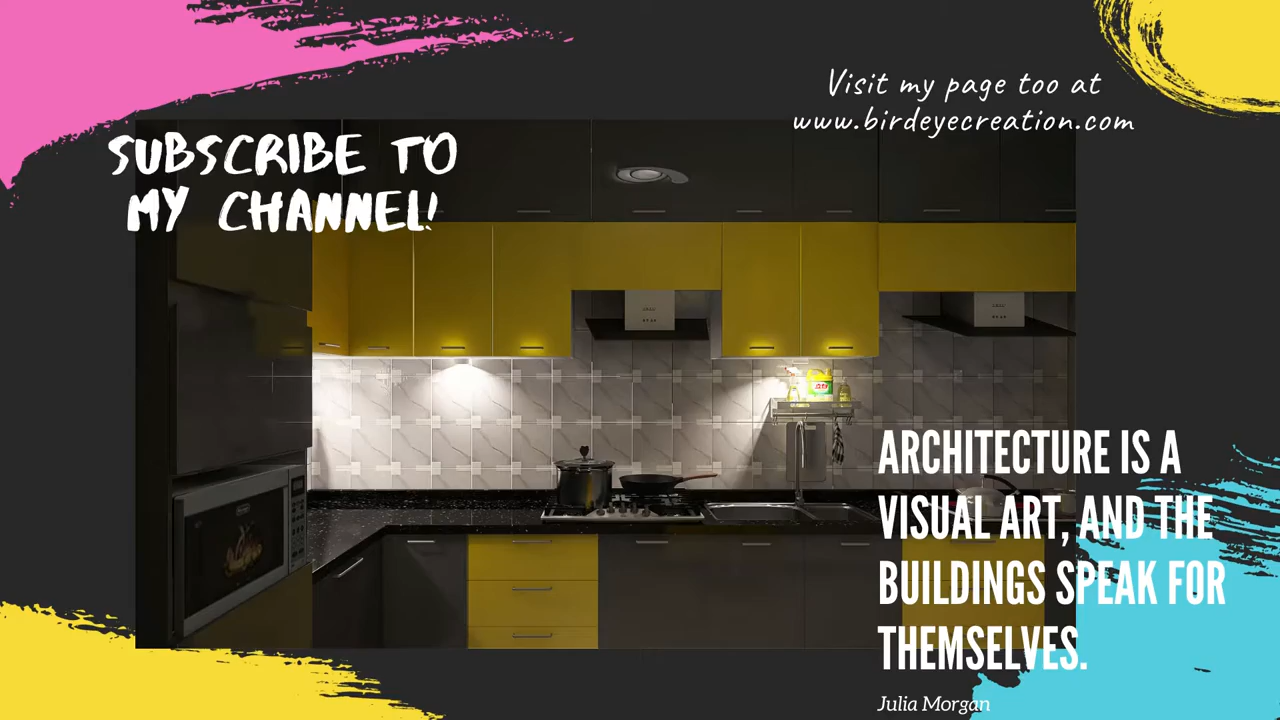 Visit my page too at
www.birdeyecreation.com
SUBSCRIBE TO
MY CHANNEL!
ARCHITECTURE IS A
VISUAL ART, AND THE
BUILDINGS SPEAK FOR
THEMSELVES.
Julia Morgan